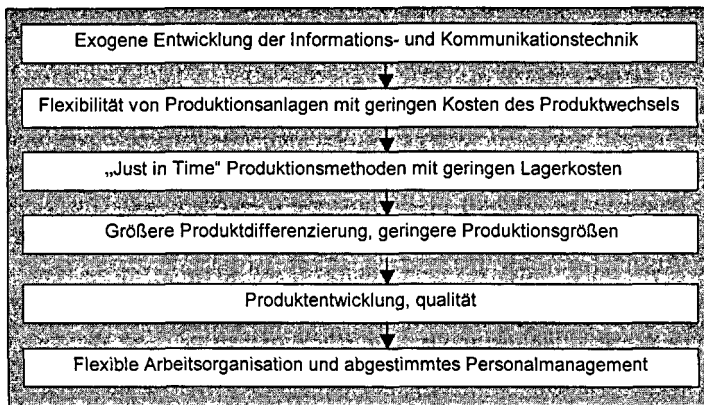 Exogene Entwicklung der Informations- und Kommunikationstechnik
Flexibilität von Produktionsanlagen mit geringen Kosten des Produktwechsels
„Just in Time“ Produktionsmethoden mit geringen Lagerkosten
Größere Produktdifferenzierung, geringere Produktionsgrößen
Produktentwicklung, qualität
Flexible Arbeitsorganisation und abgestimmtes Personalmanagement